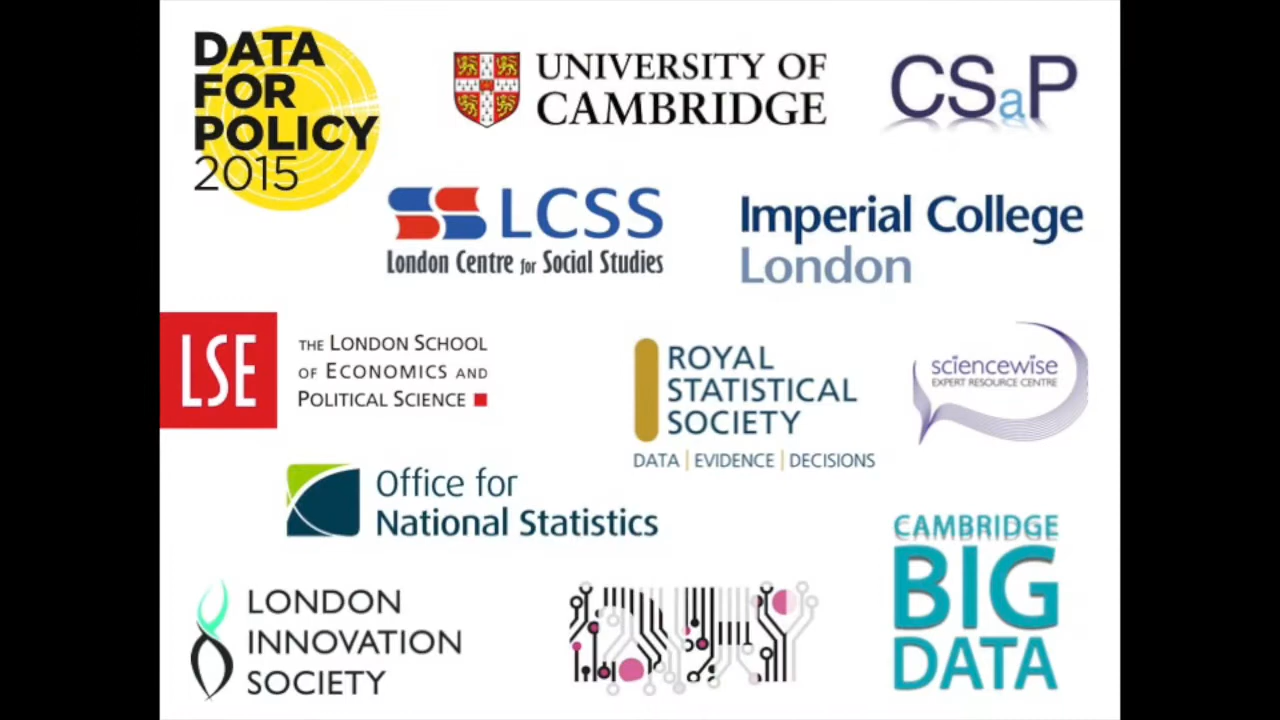 DATA
FOR
POLICY
2015
UNIVERSITY OF
CAMBRIDGE
CSaP
LCSS
London Centre for Social Studies
Imperial College
London
LSE
THE LONDON SCHOOL
OF ECONOMICS AND
POLITICAL SCIENCE
ROYAL
STATISTICAL
SOCIETY
DATA | EVIDENCE | DECISIONS
sciencewise
EXPERT RESOURCE CENTRE
Office for
National Statistics
CAMBRIDGE
BIG
DATA
LONDON
INNOVATION
SOCIETY